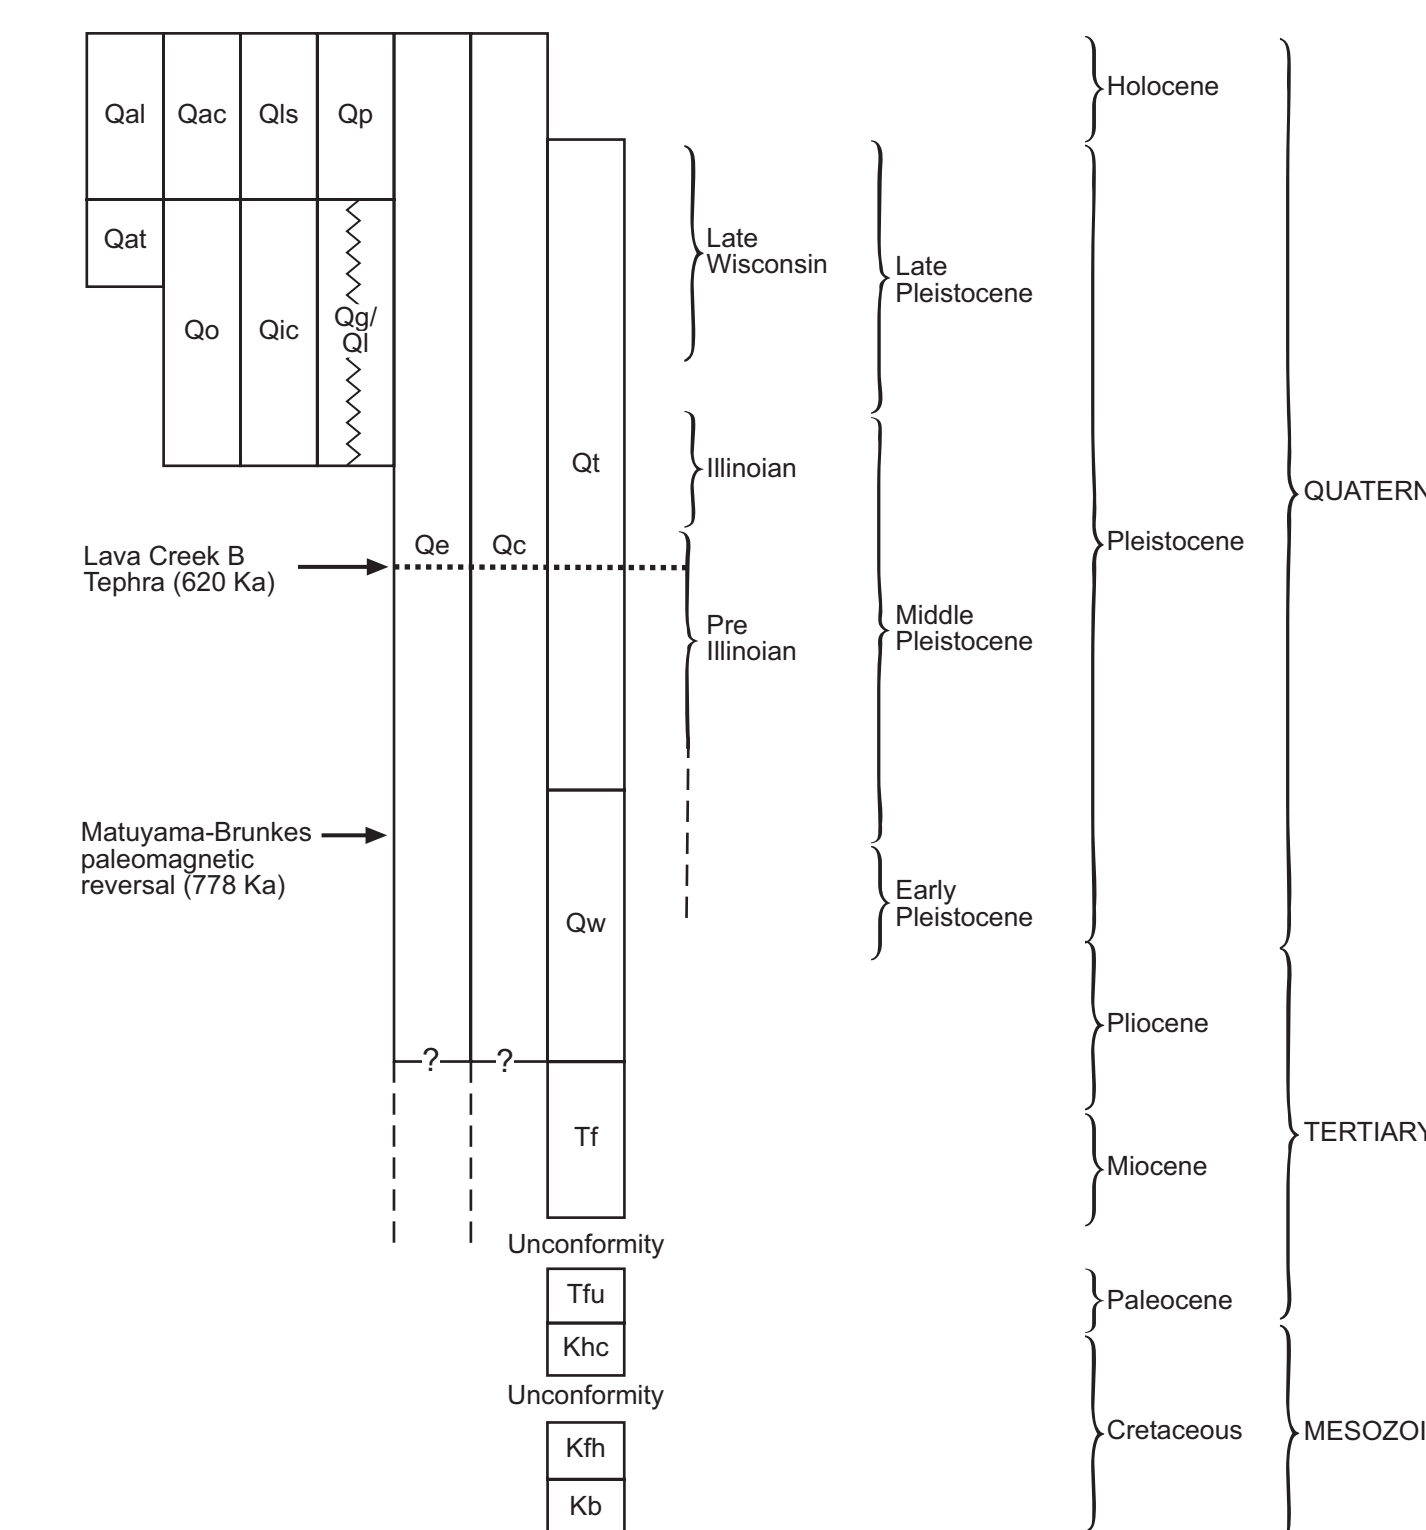 Qal
Qac
Qls
Qp
Holocene
Qat
Late
Wisconsin
Late
Pleistocene
Qo
Qic
Qg/
Ql
Qt
Illinoian
QUATERN
Lava Creek B
Tephra (620 Ka)
Qe
Qc
Pleistocene
Pre
Illinoian
Middle
Pleistocene
Matuyama-Brunkes
paleomagnetic
reversal (778 Ka)
Qw
Early
Pleistocene
Pliocene
?
?
Tf
TERTIARY
Miocene
Unconformity
Tfu
Paleocene
Khc
Unconformity
Kfh
Cretaceous
MESOZOI
Kb